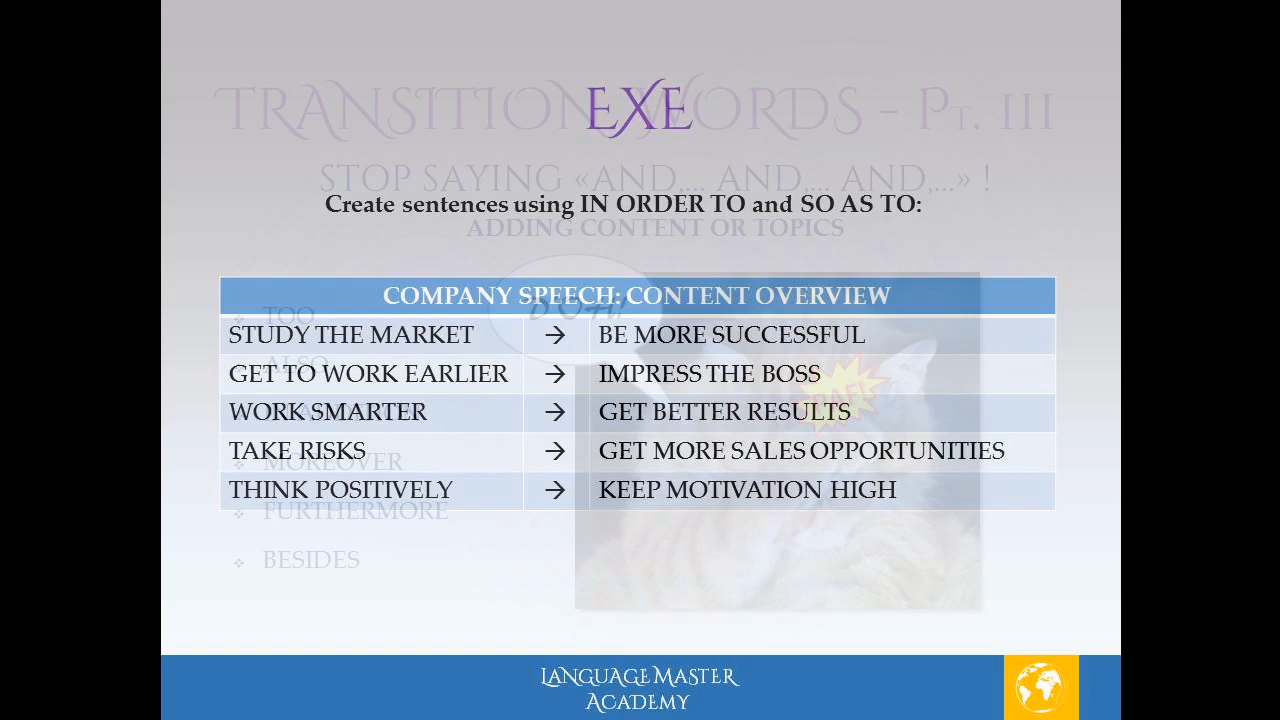 TRANSITION WORDS - PT. III
EXE
STOP SAYING «AND,... AND,... AND,...» !
Create sentences using IN ORDER TO and SO AS TO:
ADDING CONTENT OR TOPICS
COMPANY SPEECH: CONTENT OVERVIEW
D'OH!
TOO
STUDY THE MARKET → BE MORE SUCCESSFUL
ALSO
GET TO WORK EARLIER → IMPRESS THE BOSS
WORK SMARTER → GET BETTER RESULTS
TAKE RISKS → GET MORE SALES OPPORTUNITIES
MOREOVER
THINK POSITIVELY → KEEP MOTIVATION HIGH
FURTHERMORE
BESIDES
LANGUAGE MASTER
ACADEMY